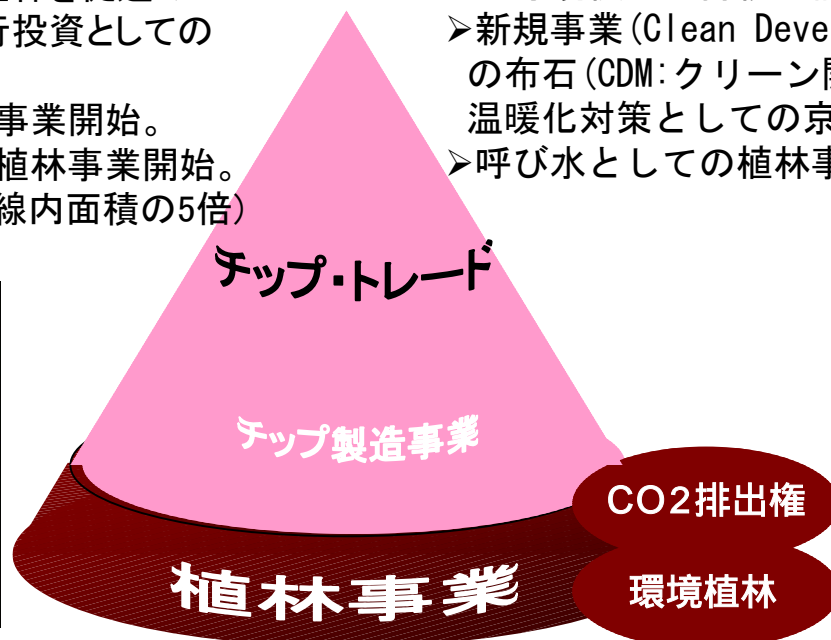 行投資としての
事業開始。
植林事業開始。
線内面積の5倍)
➢新規事業(Clean Deve
の布石(CDM:クリーン開
温暖化対策としての京
➢呼び水としての植林事
チップ・トレード
チップ製造事業
植林事業
CO2排出権
環境植林